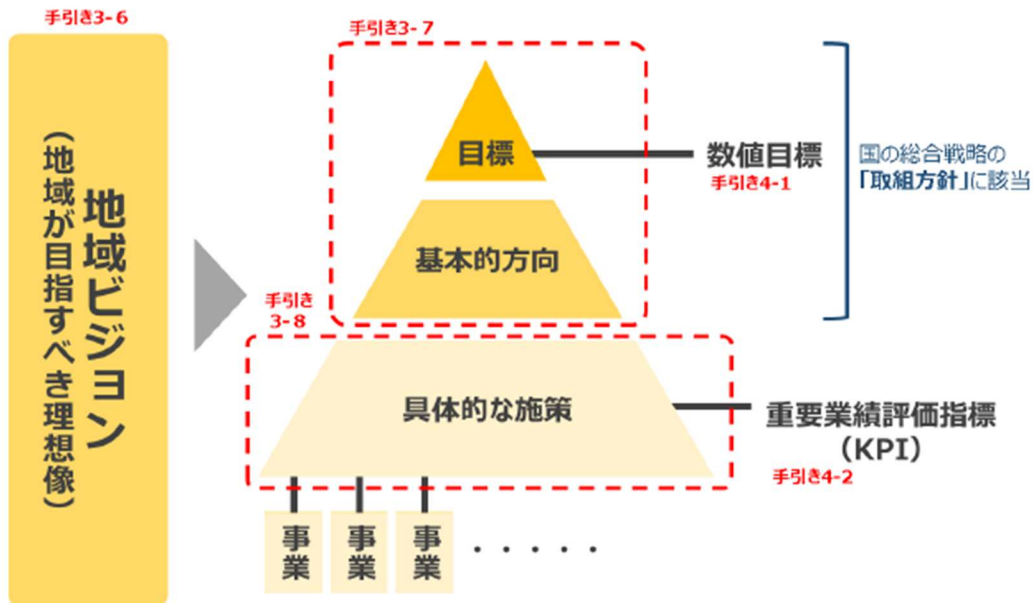 手引き3-6
地域ビジョン
(地域が目指すべき理想像)
手引き3-7
目標
数値目標
手引き4-1
国の総合戦略の
「取組方針」に該当
基本的方向
手引き
3-8
具体的な施策
重要業績評価指標
(KPI)
手引き4-2
事業
事業
事業
・・・・・